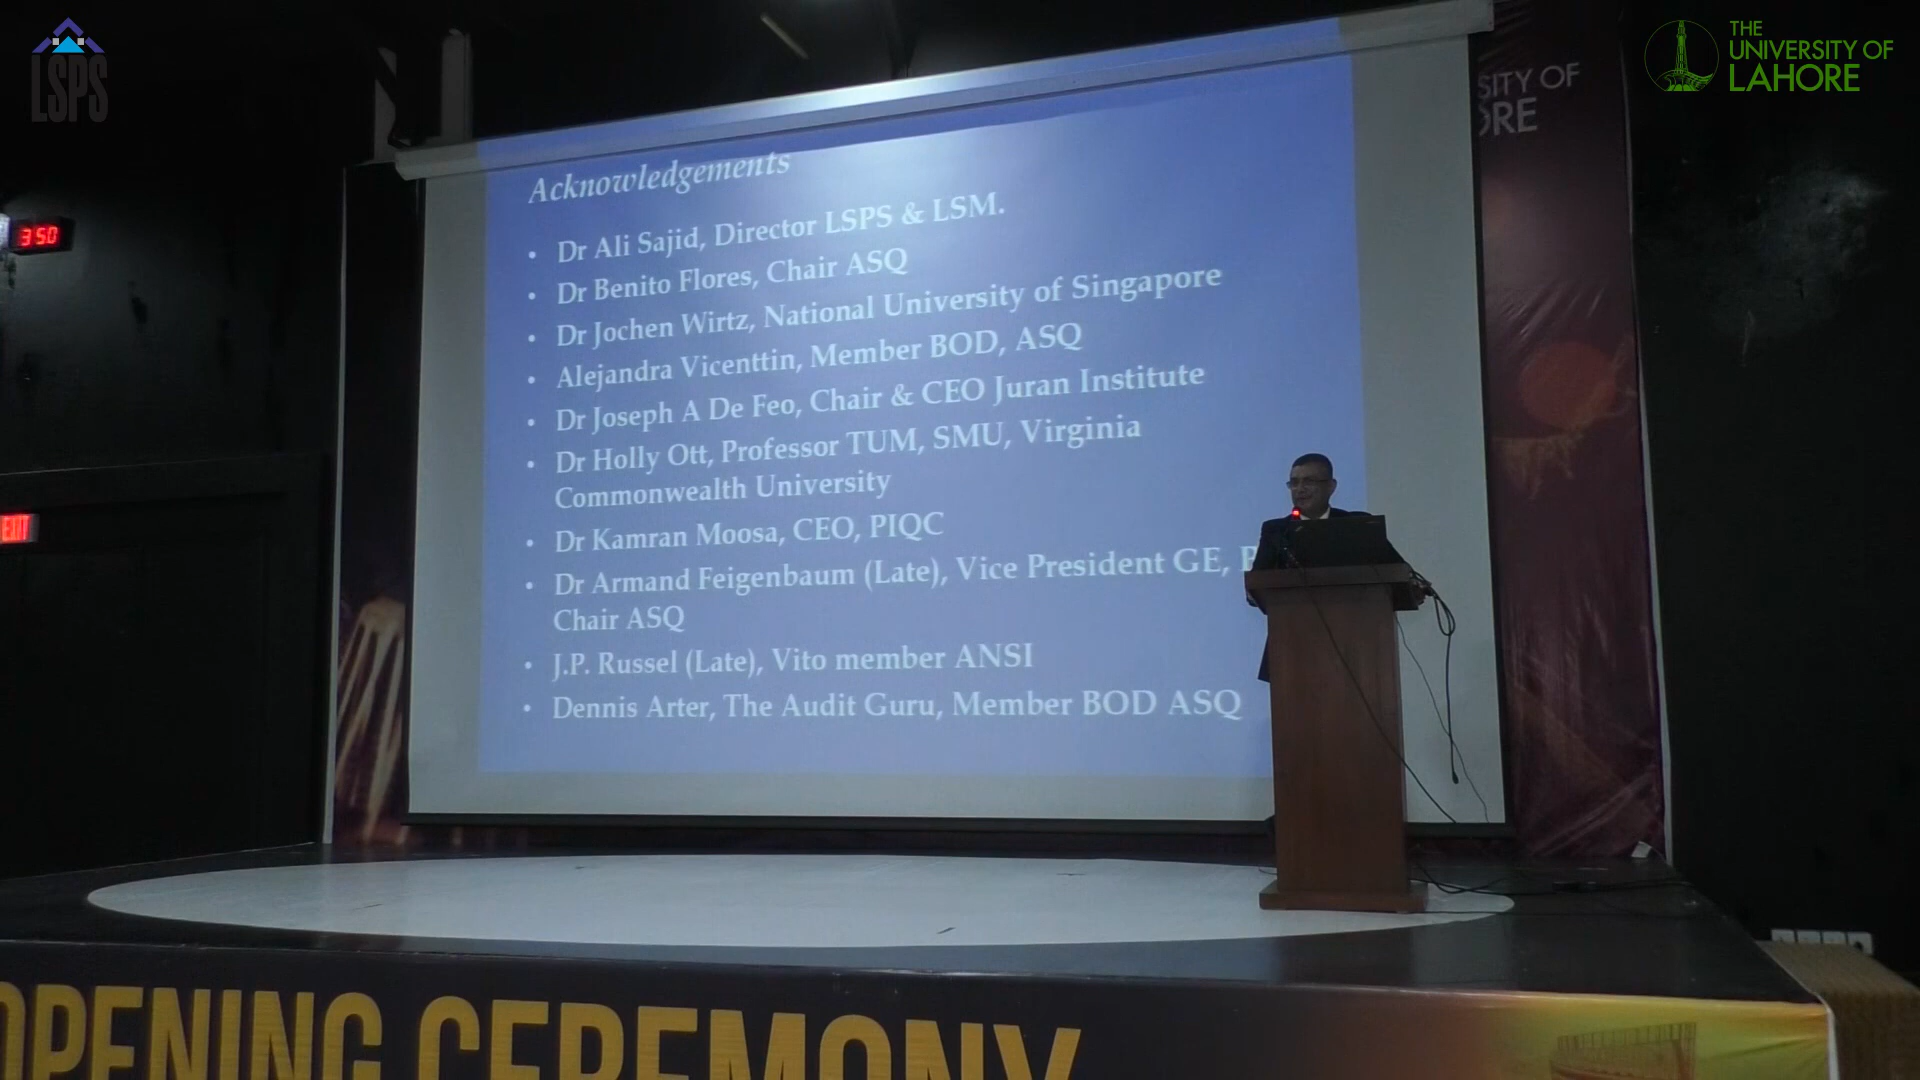 LSPS
THE
UNIVERSITY OF
LAHORE
SITY OF
ORE
3 50
EXIT
Acknowledgements
• Dr Ali Sajid, Director LSPS & LSM.
• Dr Benito Flores, Chair ASQ
• Dr Jochen Wirtz, National University of Singapore
• Alejandra Vicenttin, Member BOD, ASQ
• Dr Joseph A De Feo, Chair & CEO Juran Institute
• Dr Holly Ott, Professor TUM, SMU, Virginia
Commonwealth University
• Dr Kamran Moosa, CEO, PIQC
• Dr Armand Feigenbaum (Late), Vice President GE,
Chair ASQ
• J.P. Russel (Late), Vito member ANSI
• Dennis Arter, The Audit Guru, Member BOD ASQ
OPENING CEREMONY